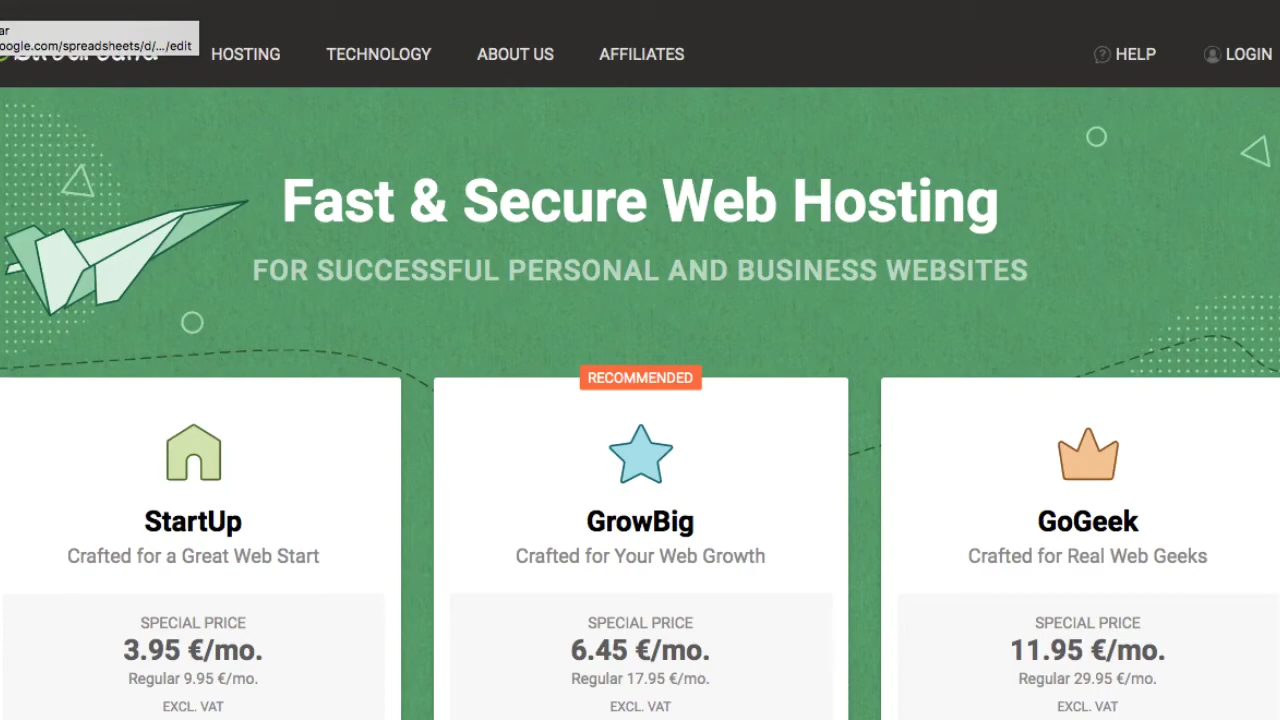 ar
oogle.com/spreadsheets/d/.../edit
HOSTING TECHNOLOGY ABOUT US AFFILIATES HELP LOGIN
Fast & Secure Web Hosting
FOR SUCCESSFUL PERSONAL AND BUSINESS WEBSITES
RECOMMENDED
StartUp
Crafted for a Great Web Start
SPECIAL PRICE
3.95 €/mo.
Regular 9.95 €/mo.
EXCL. VAT
GrowBig
Crafted for Your Web Growth
SPECIAL PRICE
6.45 €/mo.
Regular 17.95 €/mo.
EXCL. VAT
GoGeek
Crafted for Real Web Geeks
SPECIAL PRICE
11.95 €/mo.
Regular 29.95 €/mo.
EXCL. VAT